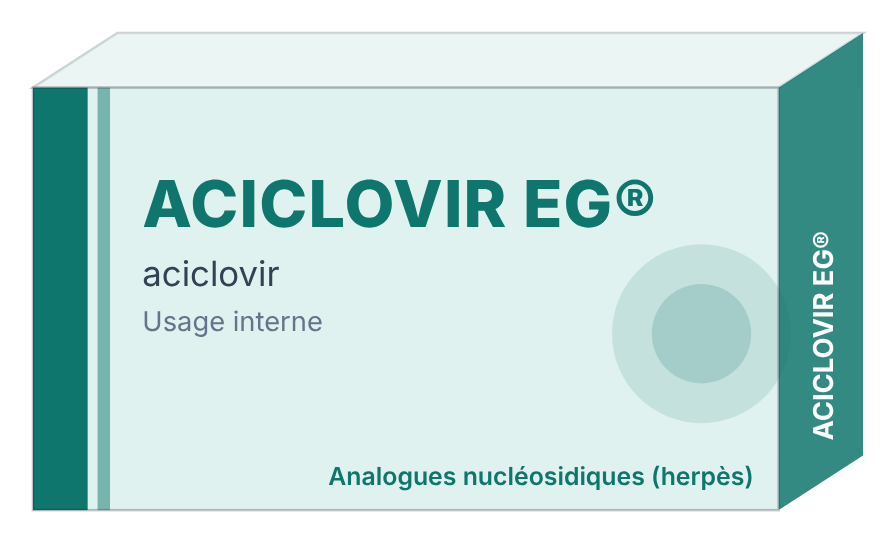 ACICLOVIR EG®
aciclovir
Usage interne
Analogues nucléosidiques (herpès)
ACICLOVIR EG®